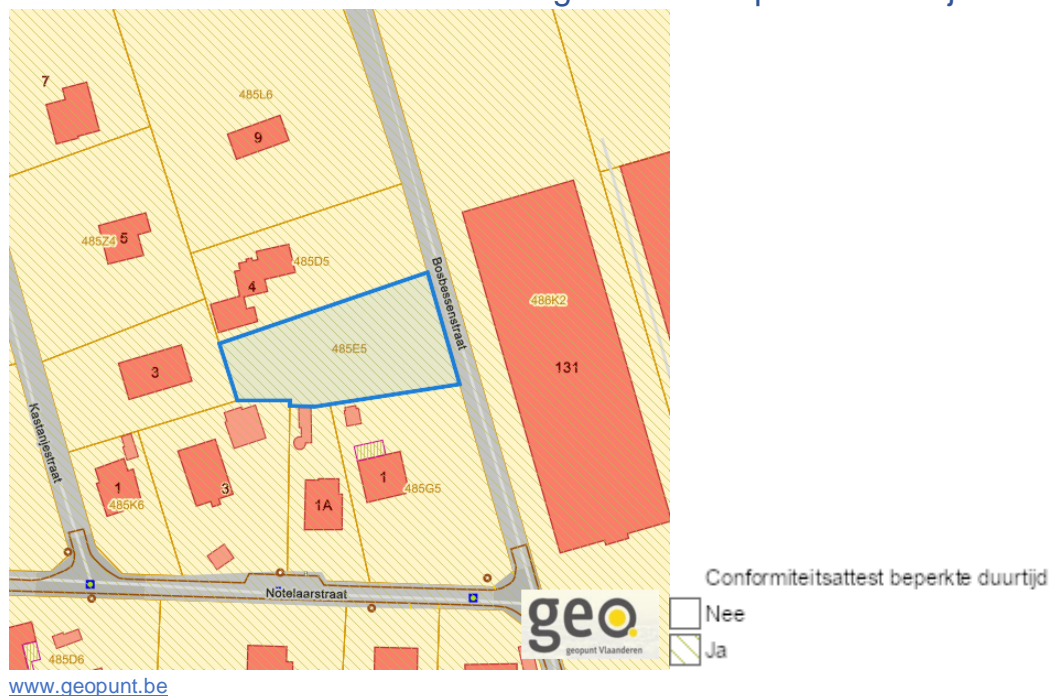 7
485L6
9
485Z4
5
485D5
4
Bosbessenstraat
486K2
485E5
131
3
Kastanjestraat
1
485K6
3
1A
1
485G5
Notelaarstraat
geo
geopunt Vlaanderen
485D6
Conformiteitsattest beperkte duurtijd
Nee
Ja
www.geopunt.be